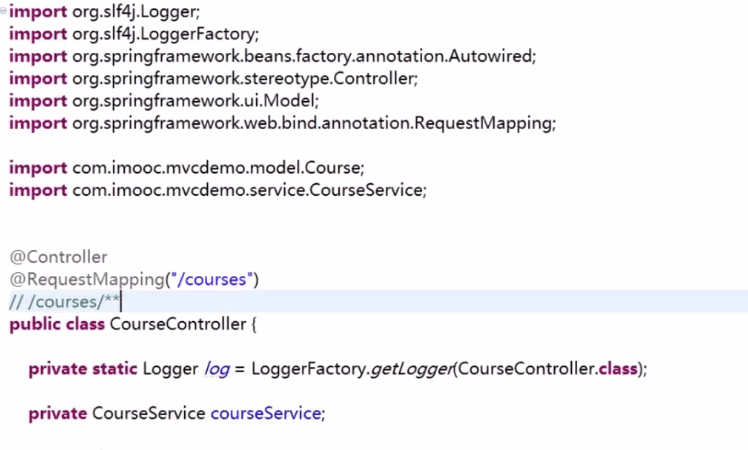 import org.slf4j.Logger;
import org.slf4j.LoggerFactory;
import org.springframework.beans.factory.annotation.Autowired;
import org.springframework.stereotype.Controller;
import org.springframework.ui.Model;
import org.springframework.web.bind.annotation.RequestMapping;
import com.imooc.mvcdemo.model.Course;
import com.imooc.mvcdemo.service.CourseService;
@Controller
@RequestMapping("/courses")
// /courses/**
public class CourseController {
private static Logger log = LoggerFactory.getLogger(CourseController.class);
private CourseService courseService;